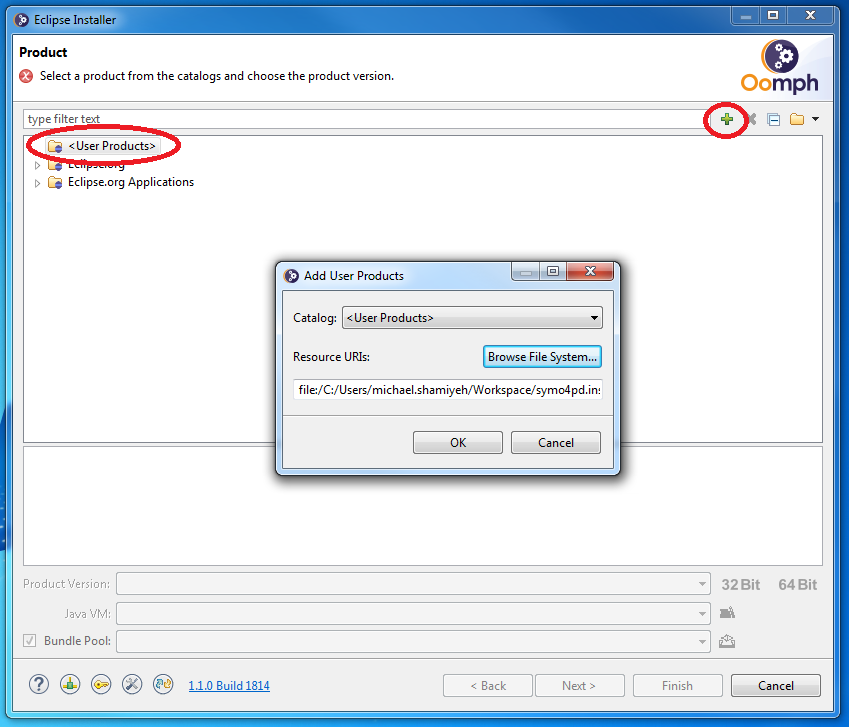 Eclipse Installer
Product
Select a product from the catalogs and choose the product version.
Oomph
type filter text
<User Products>
Eclipse.org
Eclipse.org Applications
Add User Products
Catalog: <User Products>
Resource URIs: Browse File System...
file:/C:/Users/michael.shamiyeh/Workspace/symo4pd.ins
OK Cancel
Product Version: 32 Bit 64 Bit
Java VM:
Bundle Pool:
1.1.0 Build 1814 < Back Next > Finish Cancel